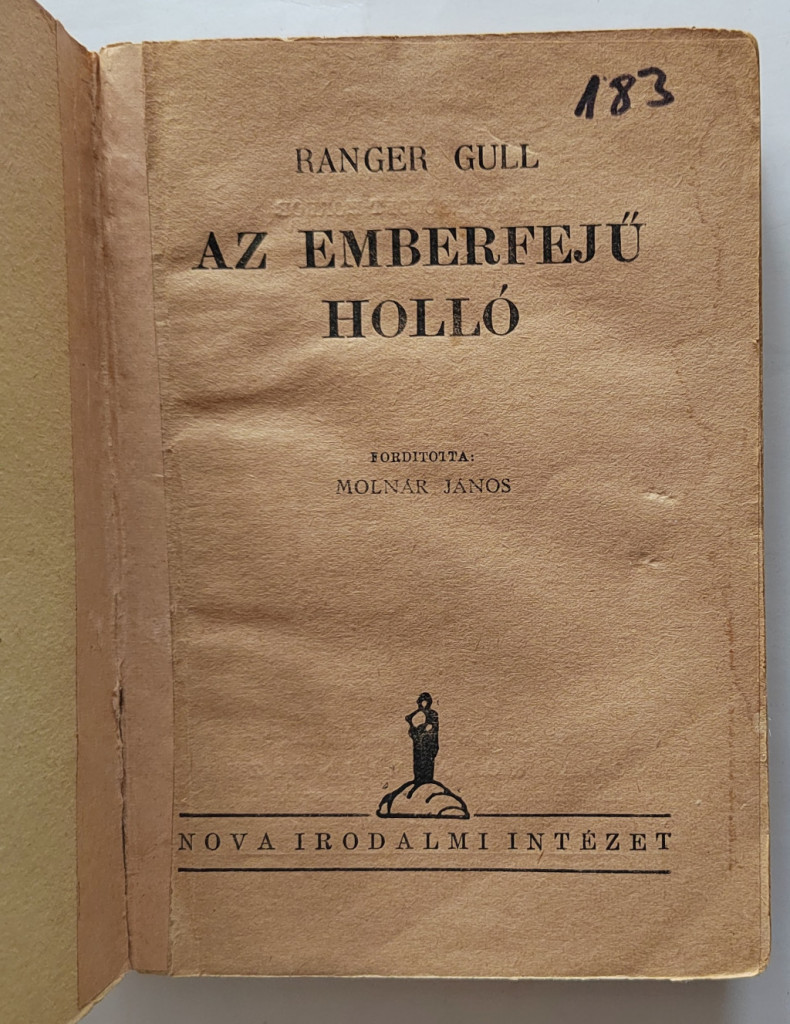 183
RANGER GULL
AZ EMBERFEJŰ
HOLLÓ
FORDITOTTA:
MOLNÁR JÁNOS
NOVA IRODALMI INTÉZET